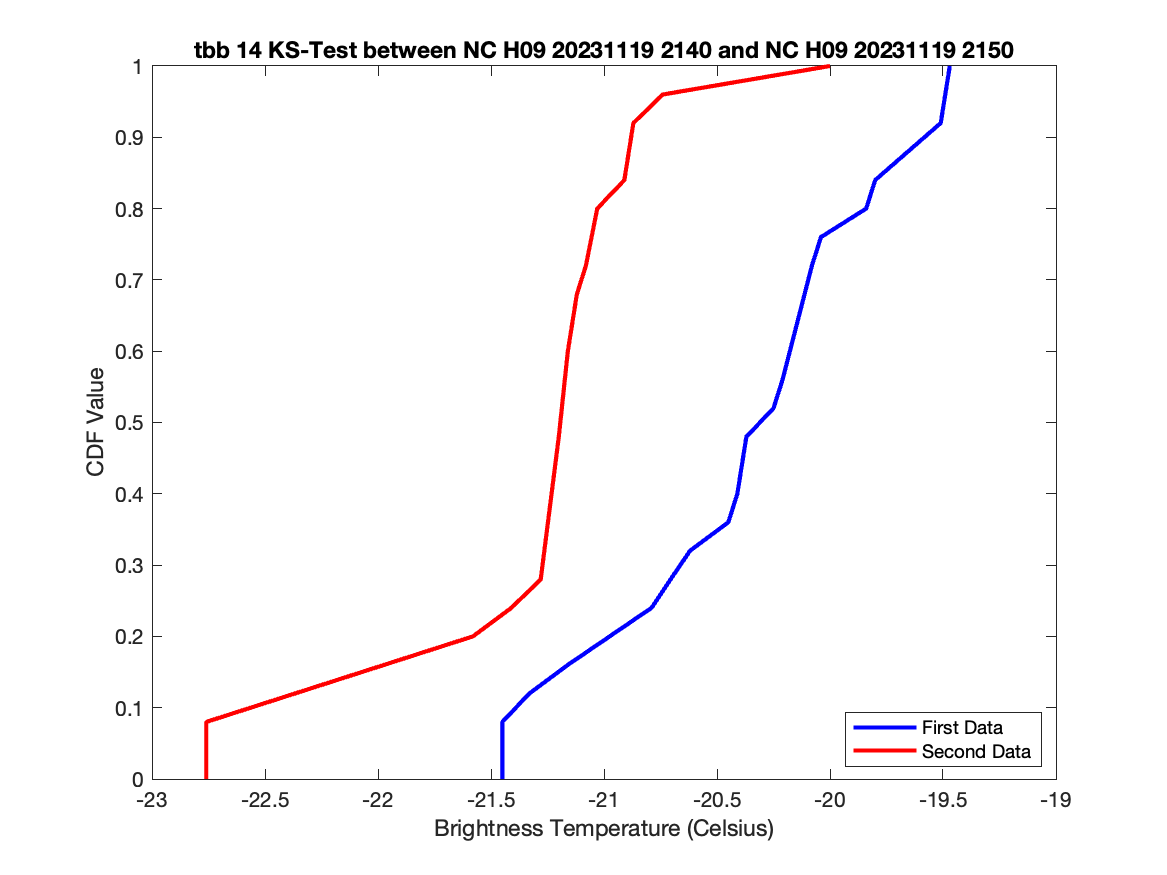 tbb 14 KS-Test between NC H09 20231119 2140 and NC H09 20231119 2150
1
0.9
0.8
0.7
0.6
0.5
0.4
0.3
0.2
0.1
0
CDF Value
First Data
Second Data
-23 -22.5 -22 -21.5 -21 -20.5 -20 -19.5 -19
Brightness Temperature (Celsius)